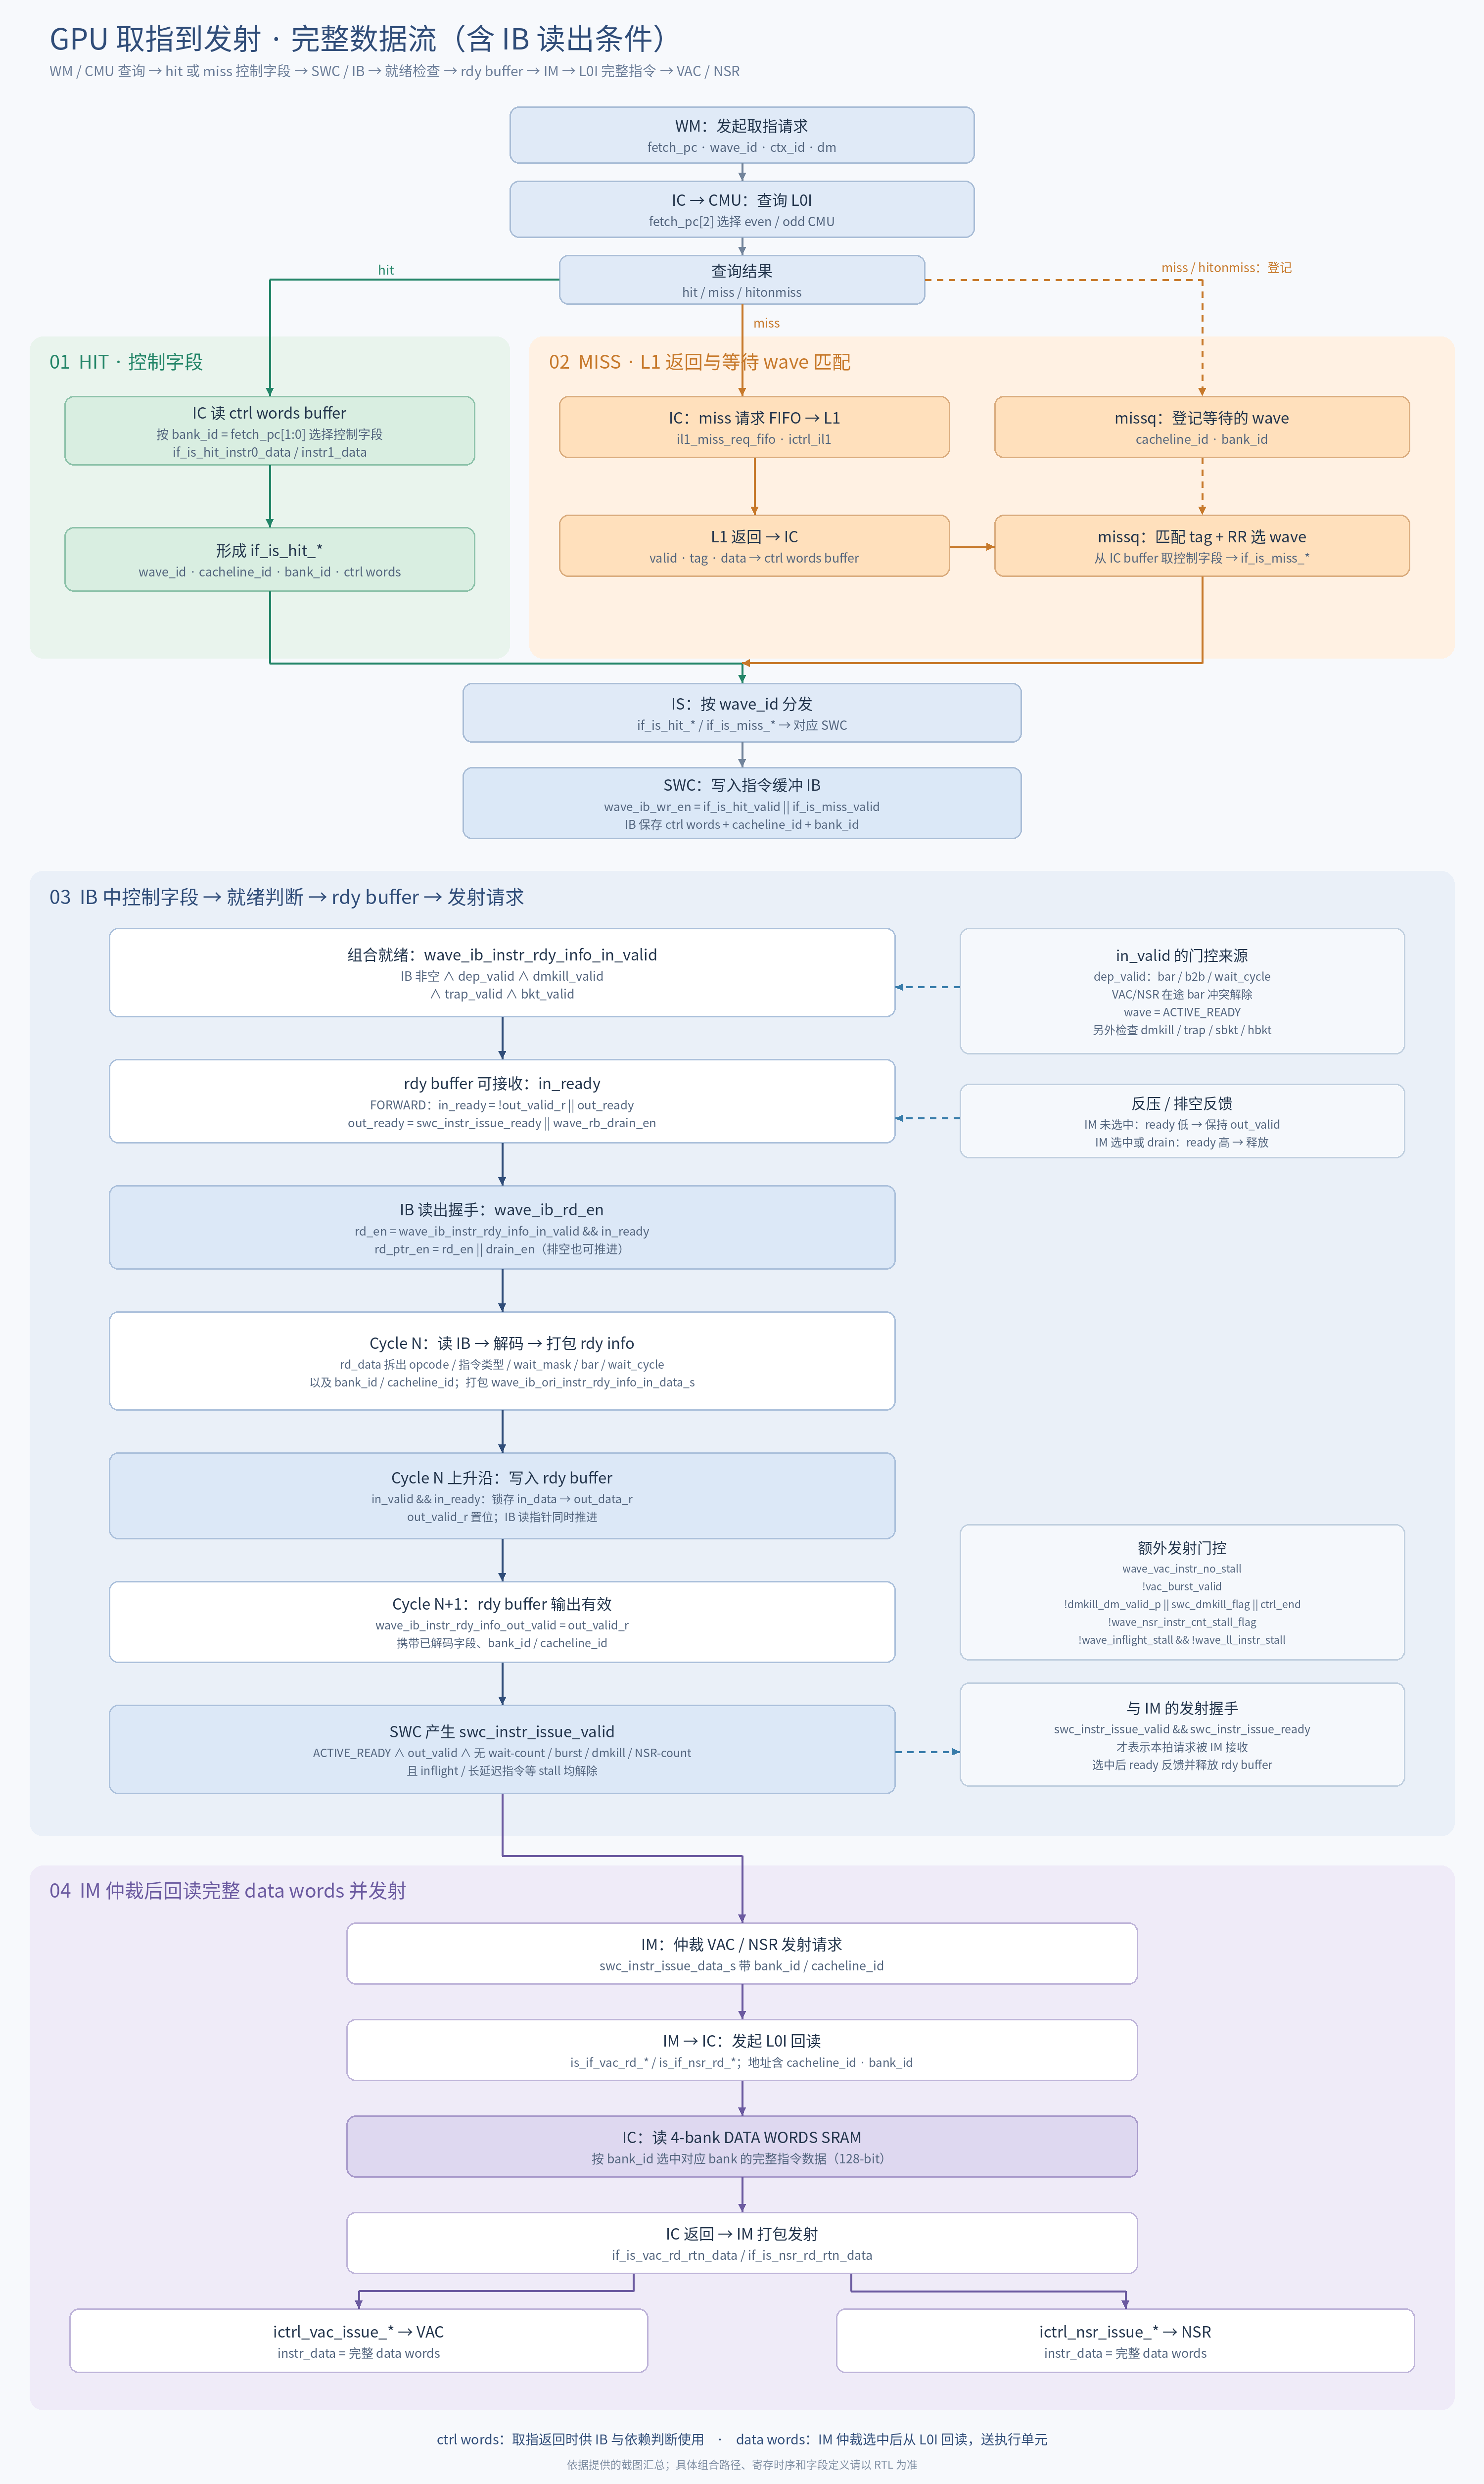 GPU 取指到发射 · 完整数据流（含 IB 读出条件）
WM / CMU 查询 → hit 或 miss 控制字段 → SWC / IB → 就绪检查 → rdy buffer → IM → L0I 完整指令 → VAC / NSR
WM：发起取指请求
fetch_pc · wave_id · ctx_id · dm
IC → CMU：查询 L0I
fetch_pc[2] 选择 even / odd CMU
查询结果
hit / miss / hitonmiss
hit
miss / hitonmiss：登记
miss
01 HIT · 控制字段
IC 读 ctrl words buffer
按 bank_id = fetch_pc[1:0] 选择控制字段
if_is_hit_instr0_data / instr1_data
形成 if_is_hit_*
wave_id · cacheline_id · bank_id · ctrl words
02 MISS · L1 返回与等待 wave 匹配
IC：miss 请求 FIFO → L1
il1_miss_req_fifo · ictrl_il1
missq：登记等待的 wave
cacheline_id · bank_id
L1 返回 → IC
valid · tag · data → ctrl words buffer
missq：匹配 tag + RR 选 wave
从 IC buffer 取控制字段 → if_is_miss_*
IS：按 wave_id 分发
if_is_hit_* / if_is_miss_* → 对应 SWC
SWC：写入指令缓冲 IB
wave_ib_wr_en = if_is_hit_valid || if_is_miss_valid
IB 保存 ctrl words + cacheline_id + bank_id
03 IB 中控制字段 → 就绪判断 → rdy buffer → 发射请求
组合就绪：wave_ib_instr_rdy_info_in_valid
IB 非空 ∧ dep_valid ∧ dmkill_valid
∧ trap_valid ∧ bkt_valid
in_valid 的门控来源
dep_valid：bar / b2b / wait_cycle
VAC/NSR 在途 bar 冲突解除
wave = ACTIVE_READY
另外检查 dmkill / trap / sbkt / hbkt
rdy buffer 可接收：in_ready
FORWARD：in_ready = !out_valid_r || out_ready
out_ready = swc_instr_issue_ready || wave_rb_drain_en
反压 / 排空反馈
IM 未选中：ready 低 → 保持 out_valid
IM 选中或 drain：ready 高 → 释放
IB 读出握手：wave_ib_rd_en
rd_en = wave_ib_instr_rdy_info_in_valid && in_ready
rd_ptr_en = rd_en || drain_en（排空也可推进）
Cycle N：读 IB → 解码 → 打包 rdy info
rd_data 拆出 opcode / 指令类型 / wait_mask / bar / wait_cycle
以及 bank_id / cacheline_id；打包 wave_ib_ori_instr_rdy_info_in_data_s
Cycle N 上升沿：写入 rdy buffer
in_valid && in_ready：锁存 in_data → out_data_r
out_valid_r 置位；IB 读指针同时推进
Cycle N+1：rdy buffer 输出有效
wave_ib_instr_rdy_info_out_valid = out_valid_r
携带已解码字段、bank_id / cacheline_id
额外发射门控
wave_vac_instr_no_stall
!vac_burst_valid
!dmkill_dm_valid_p || swc_dmkill_flag || ctrl_end
!wave_nsr_instr_cnt_stall_flag
!wave_inflight_stall && !wave_ll_instr_stall
SWC 产生 swc_instr_issue_valid
ACTIVE_READY ∧ out_valid ∧ 无 wait-count / burst / dmkill / NSR-count
且 inflight / 长延迟指令等 stall 均解除
与 IM 的发射握手
swc_instr_issue_valid && swc_instr_issue_ready
才表示本拍请求被 IM 接收
选中后 ready 反馈并释放 rdy buffer
04 IM 仲裁后回读完整 data words 并发射
IM：仲裁 VAC / NSR 发射请求
swc_instr_issue_data_s 带 bank_id / cacheline_id
IM → IC：发起 L0I 回读
is_if_vac_rd_* / is_if_nsr_rd_*；地址含 cacheline_id · bank_id
IC：读 4-bank DATA WORDS SRAM
按 bank_id 选中对应 bank 的完整指令数据（128-bit）
IC 返回 → IM 打包发射
if_is_vac_rd_rtn_data / if_is_nsr_rd_rtn_data
ictrl_vac_issue_* → VAC
instr_data = 完整 data words
ictrl_nsr_issue_* → NSR
instr_data = 完整 data words
ctrl words：取指返回时供 IB 与依赖判断使用 · data words：IM 仲裁选中后从 L0I 回读，送执行单元
依据提供的截图汇总；具体组合路径、寄存时序和字段定义请以 RTL 为准